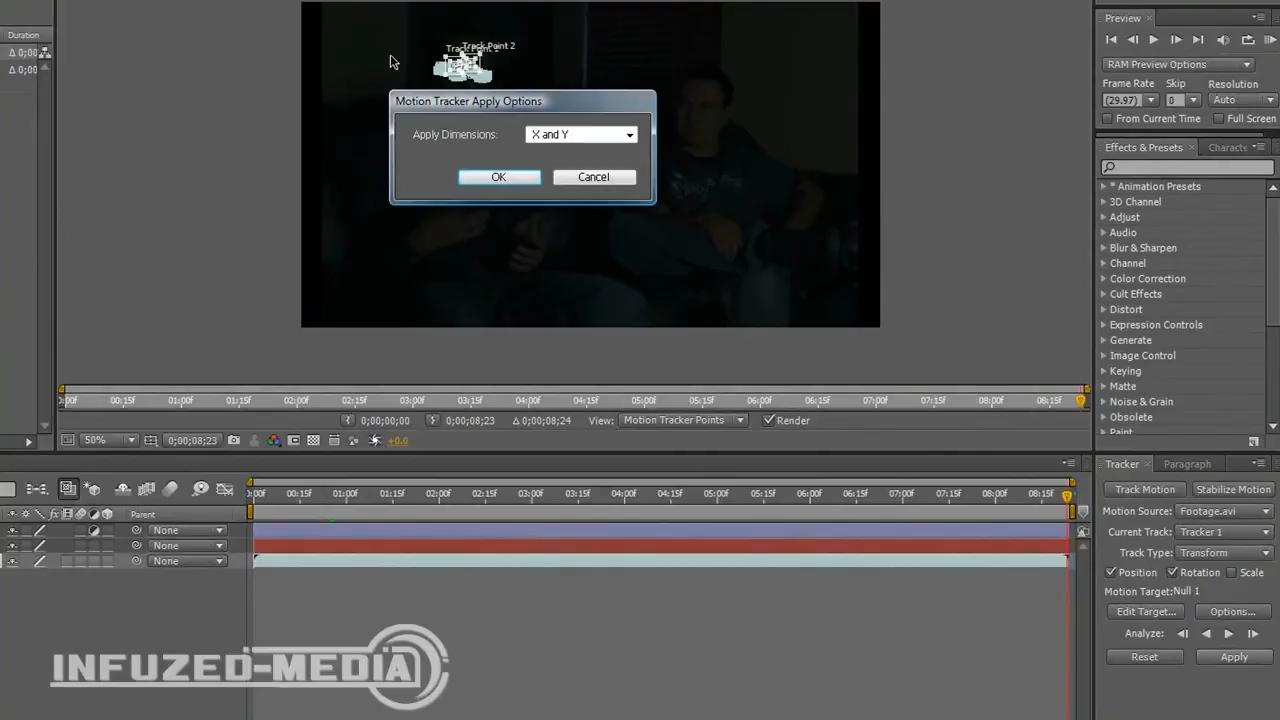 Duration
Δ 0;00
Δ 0;00
Track Point 2
Motion Tracker Apply Options
Apply Dimensions: X and Y
OK Cancel
Preview
RAM Preview Options
Frame Rate Skip Resolution
(29.97) 0 Auto
From Current Time Full Screen
Effects & Presets Characte
* Animation Presets
3D Channel
Adjust
Audio
Blur & Sharpen
Channel
Color Correction
Cult Effects
Distort
Expression Controls
Generate
Image Control
Keying
Matte
Noise & Grain
Obsolete
Paint
:00f 00:15f 01:00f 01:15f 02:00f 02:15f 03:00f 03:15f 04:00f 04:15f 05:00f 05:15f 06:00f 06:15f 07:00f 07:15f 08:00f 08:15f
0;00;00;00 0;00;08;23 Δ 0;00;08;24 View: Motion Tracker Points Render
50% 0;00;08;23 +0.0
:00f 00:15f 01:00f 01:15f 02:00f 02:15f 03:00f 03:15f 04:00f 04:15f 05:00f 05:15f 06:00f 06:15f 07:00f 07:15f 08:00f 08:15f
fx Parent
None
None
None
Tracker Paragraph
Track Motion Stabilize Motion
Motion Source: Footage.avi
Current Track: Tracker 1
Track Type: Transform
Position Rotation Scale
Motion Target: Null 1
Edit Target... Options...
Analyze:
Reset Apply
INFUZED-MEDIA